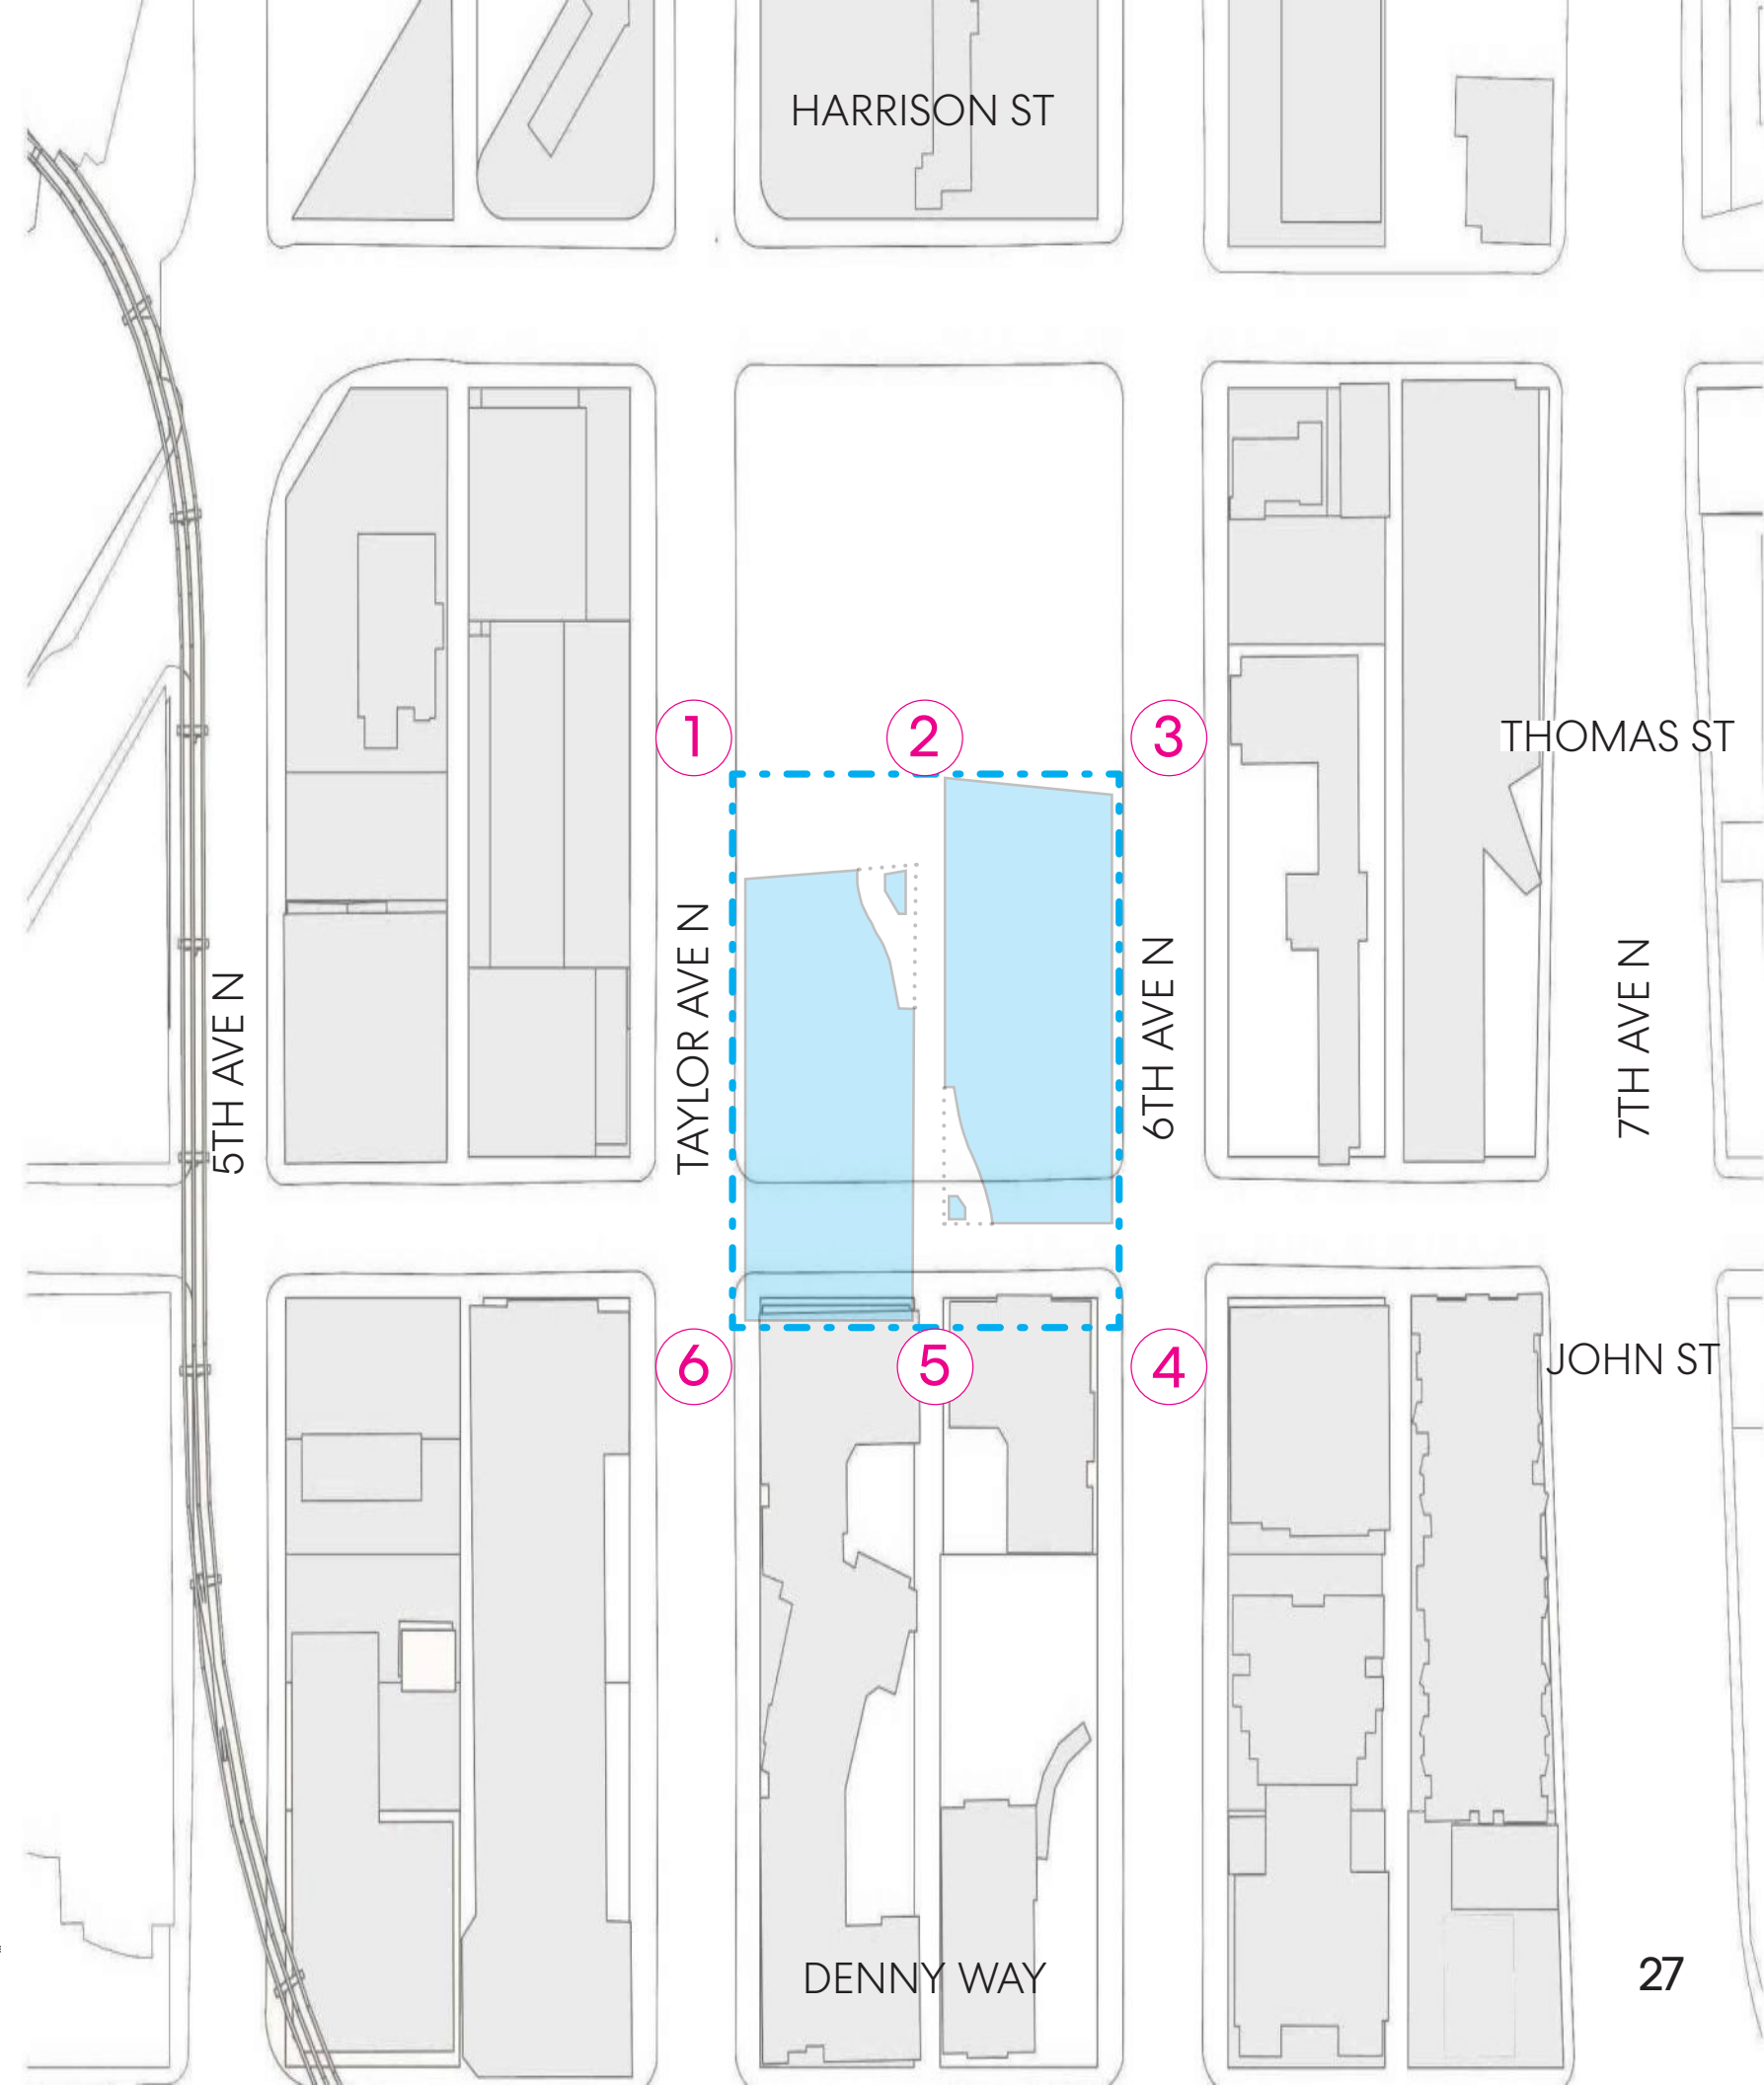 HARRISON ST
1
2
3
THOMAS ST
5TH AVE N
TAYLOR AVE N
6TH AVE N
7TH AVE N
6
5
4
JOHN ST
DENNY WAY
27